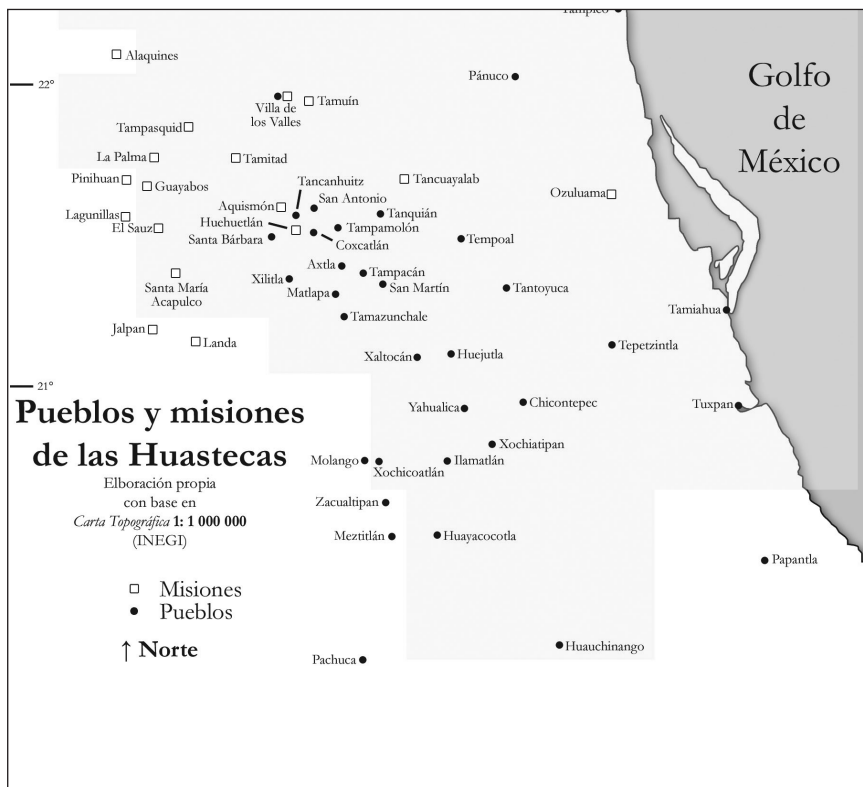 Tampico
Alaquines
22°
Pánuco
Golfo
de
México
Villa de
los Valles
Tamuín
Tampasquid
La Palma
Tamitad
Pinihuan
Guayabos
Tancanhuitz
Tancuayalab
Ozuluama
Aquismón
San Antonio
Tanquián
Lagunillas
El Sauz
Huehuetlán
Tampamolón
Santa Bárbara
Coxcatlán
Tempoal
Axtla
Tampacán
Xilitla
Santa María
Acapulco
San Martín
Matlapa
Tantoyuca
Tamiahua
Tamazunchale
Jalpan
Landa
Xaltocán
Huejutla
Tepetzintla
21°
Pueblos y misiones
de las Huastecas
Yahualica
Chicontepec
Tuxpan
Xochiatipan
Molango
Xochicoatlán
Ilamatlán
Elboración propia
con base en
Carta Topográfica 1: 1 000 000
(INEGI)
Zacualtipan
Meztitlán
Huayacocotla
Papantla
Misiones
Pueblos
↑ Norte
Huauchinango
Pachuca